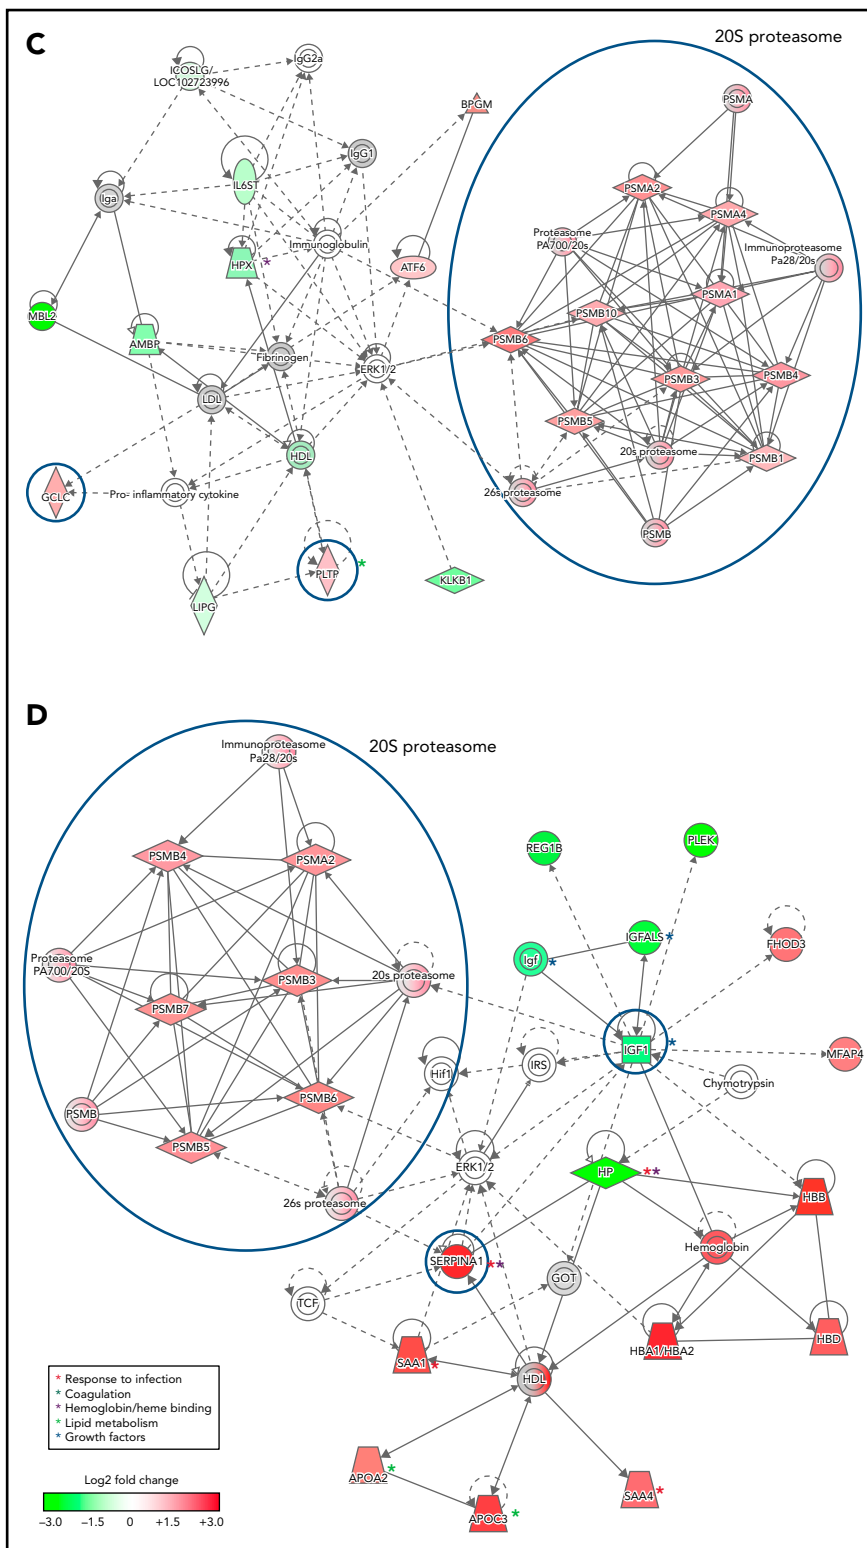 C
20S proteasome
IgG2a
ICOSLG/
LOC102723996
PSMA
BPGM
IgG1
IL6ST
PSMA2
Iga
PSMA4
Proteasome
PA700/20s
Immunoglobulin
Immunoproteasome
Pa28/20s
HPX *
ATF6
PSMA1
MBL2
PSMB10
AMBP
PSMB6
Fibrinogen
ERK1/2
PSMB3
PSMB4
LDL
PSMB5
HDL
20s proteasome
PSMB1
GCLC
Pro- inflammatory cytokine
26s proteasome
PSMB
PLTP *
KLKB1
LIPG
D
20S proteasome
Immunoproteasome
Pa28/20s
REG1B
PLEK
PSMB4
PSMA2
IGFALS *
FHOD3
Proteasome
PA700/20S
Igf *
PSMB3
20s proteasome
PSMB7
IGF1 *
MFAP4
Hif1
IRS
Chymotrypsin
PSMB6
PSMB
PSMB5
ERK1/2
HP **
26s proteasome
HBB
Hemoglobin
SERPINA1 **
GOT
TCF
HBD
HBA1/HBA2
SAA1 *
HDL
* Response to infection
* Coagulation
* Hemoglobin/heme binding
* Lipid metabolism
* Growth factors
APOA2 *
SAA4 *
APOC3 *
Log2 fold change
−3.0 −1.5 0 +1.5 +3.0